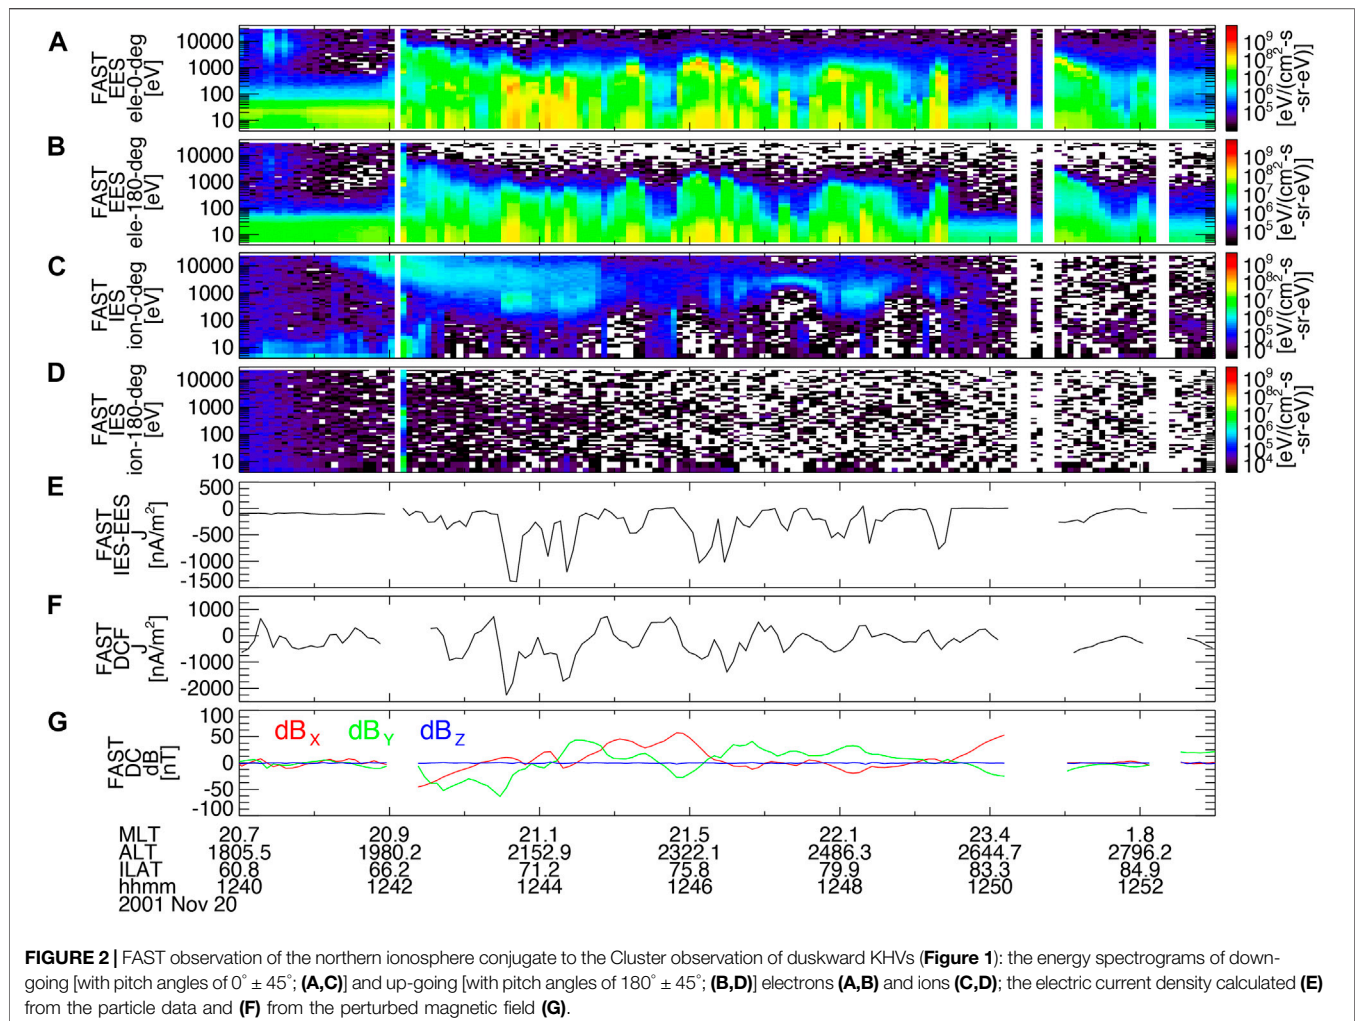 A
FAST
EES
ele-0-deg
[eV]
10000
1000
100
10
10⁹
10⁸
10⁷
10⁶
10⁵
[eV/(cm²-s
-sr-eV)]
B
FAST
EES
ele-180-deg
[eV]
10000
1000
100
10
10⁹
10⁸
10⁷
10⁶
10⁵
[eV/(cm²-s
-sr-eV)]
C
FAST
IES
ion-0-deg
[eV]
10000
1000
100
10
10⁹
10⁸
10⁷
10⁶
10⁵
10⁴
[eV/(cm²-s
-sr-eV)]
D
FAST
IES
ion-180-deg
[eV]
10000
1000
100
10
10⁹
10⁸
10⁷
10⁶
10⁵
10⁴
[eV/(cm²-s
-sr-eV)]
E
FAST
IES-EES
J
[nA/m²]
500
0
-500
-1000
-1500
F
FAST
DCF
J
[nA/m²]
1000
0
-1000
-2000
G
FAST
DC
dB
[nT]
100
50
0
-50
-100
dBX dBY dBZ
MLT 20.7 20.9 21.1 21.5 22.1 23.4 1.8
ALT 1805.5 1980.2 2152.9 2322.1 2486.3 2644.7 2796.2
ILAT 60.8 66.2 71.2 75.8 79.9 83.3 84.9
hhmm 1240 1242 1244 1246 1248 1250 1252
2001 Nov 20
FIGURE 2 | FAST observation of the northern ionosphere conjugate to the Cluster observation of duskward KHVs (Figure 1): the energy spectrograms of down-
going [with pitch angles of 0° ± 45°; (A,C)] and up-going [with pitch angles of 180° ± 45°; (B,D)] electrons (A,B) and ions (C,D); the electric current density calculated (E)
from the particle data and (F) from the perturbed magnetic field (G).